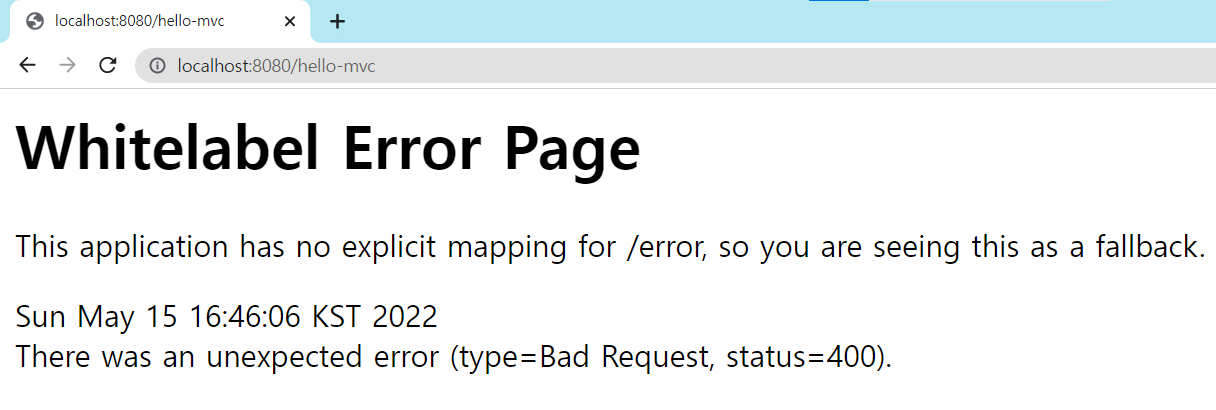 localhost:8080/hello-mvc
localhost:8080/hello-mvc
Whitelabel Error Page
This application has no explicit mapping for /error, so you are seeing this as a fallback.
Sun May 15 16:46:06 KST 2022
There was an unexpected error (type=Bad Request, status=400).